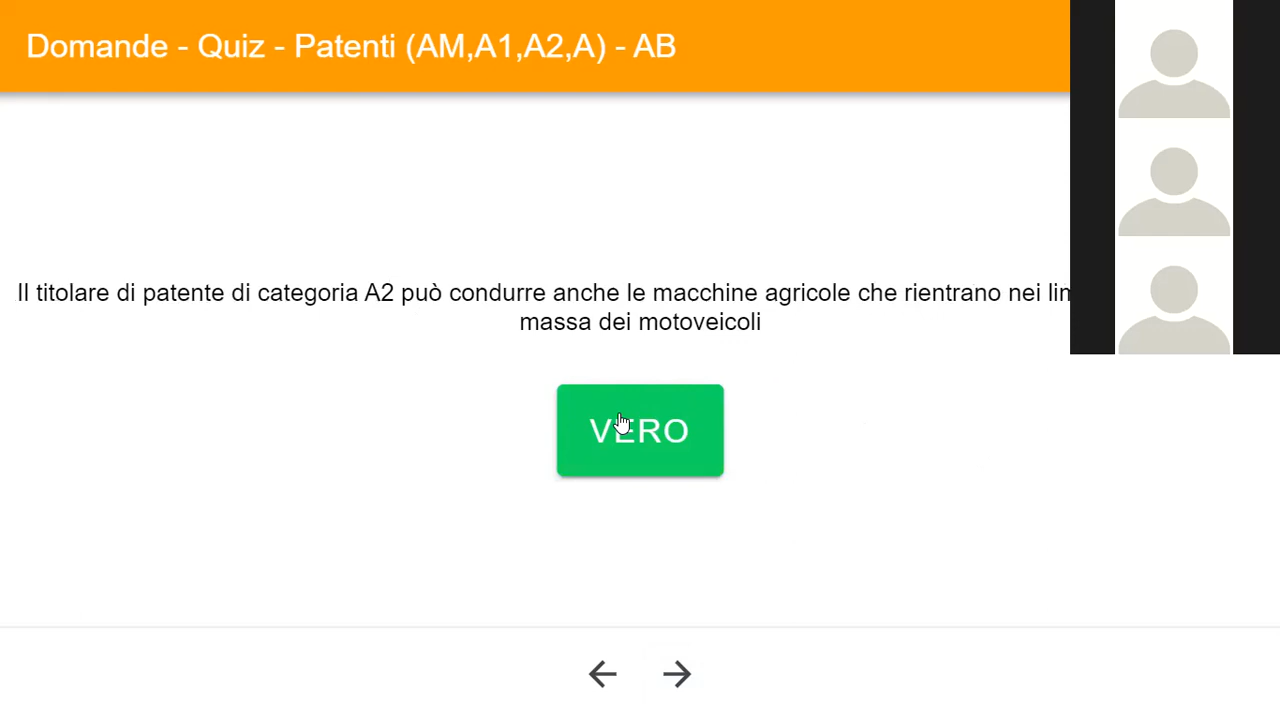 Domande - Quiz - Patenti (AM,A1,A2,A) - AB
Il titolare di patente di categoria A2 può condurre anche le macchine agricole che rientrano nei
massa dei motoveicoli
VERO